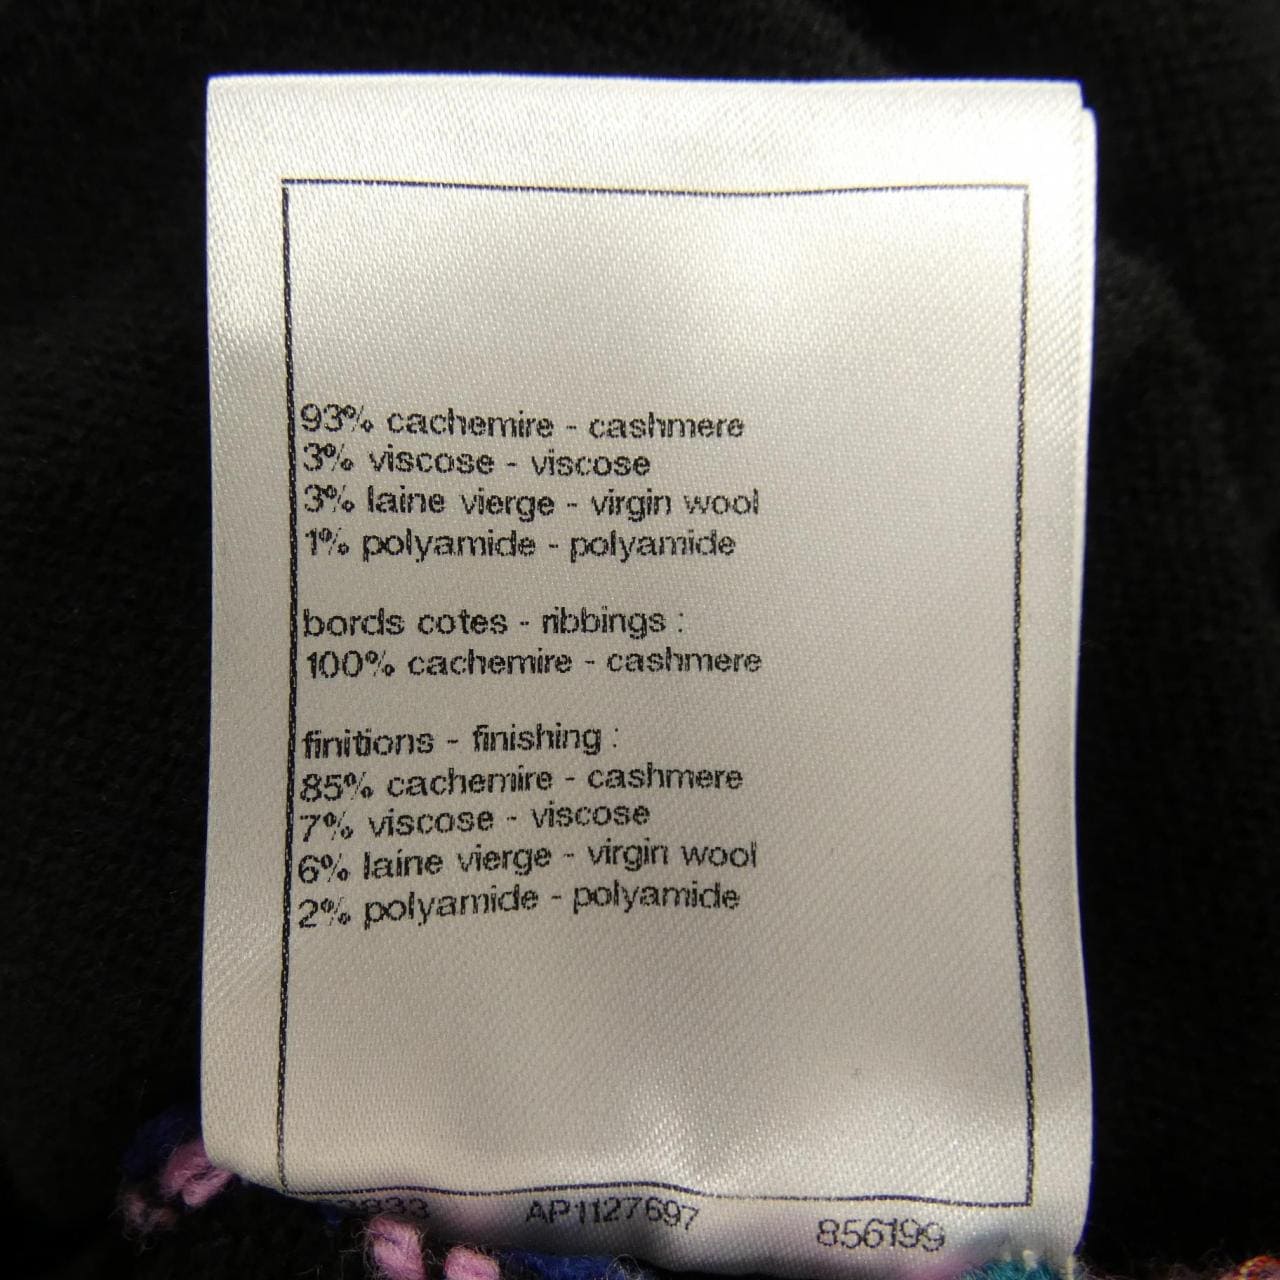 93% cachemire - cashmere
3% viscose - viscose
3% laine vierge - virgin wool
1% polyamide - polyamide
bords cotes - ribbings :
100% cachemire - cashmere
finitions - finishing :
85% cachemire - cashmere
7% viscose - viscose
6% laine vierge - virgin wool
2% polyamide - polyamide
AP1127697 856199